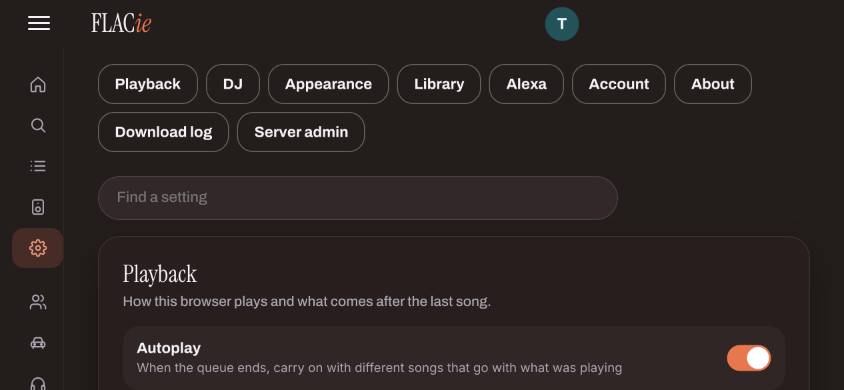 FLACie
T
Playback
DJ
Appearance
Library
Alexa
Account
About
Download log
Server admin
Find a setting
Playback
How this browser plays and what comes after the last song.
Autoplay
When the queue ends, carry on with different songs that go with what was playing